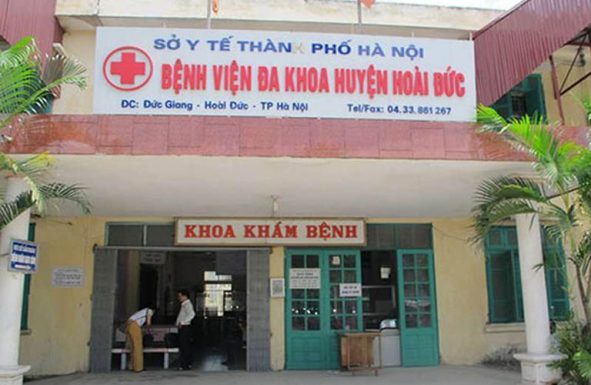 SỞ Y TẾ THÀNH PHỐ HÀ NỘI
BỆNH VIỆN ĐA KHOA HUYỆN HOÀI ĐỨC
ĐC: Đức Giang - Hoài Đức - TP Hà Nội Tel/Fax: 04.33.861 267
KHOA KHÁM BỆNH